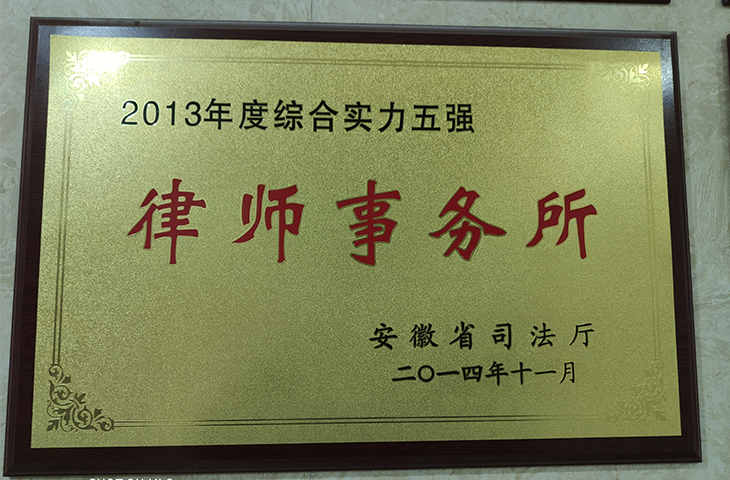 2013年度综合实力五强
律师事务所
安徽省司法厅
二〇一四年十一月